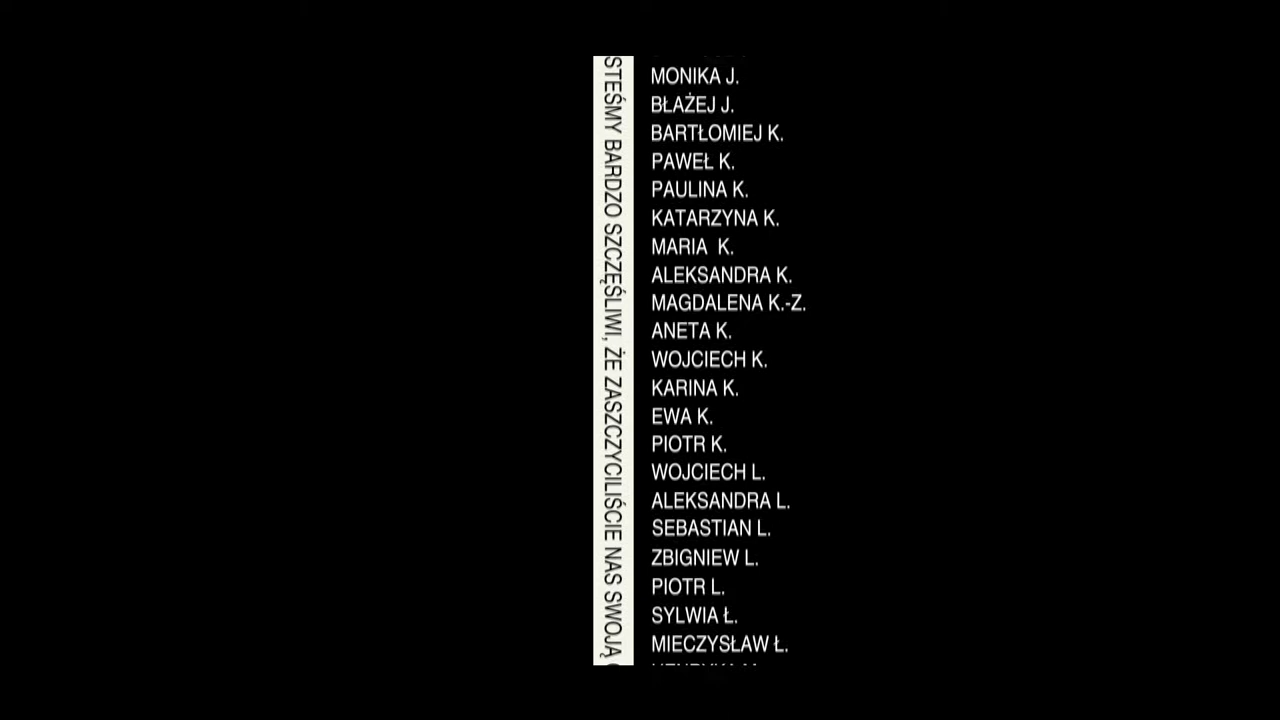 STEŚMY BARDZO SZCZĘŚLIWI, ŻE ZASZCZYCILIŚCIE NAS SWOJĄ
MONIKA J.
BŁAŻEJ J.
BARTŁOMIEJ K.
PAWEŁ K.
PAULINA K.
KATARZYNA K.
MARIA K.
ALEKSANDRA K.
MAGDALENA K.-Z.
ANETA K.
WOJCIECH K.
KARINA K.
EWA K.
PIOTR K.
WOJCIECH L.
ALEKSANDRA L.
SEBASTIAN L.
ZBIGNIEW L.
PIOTR L.
SYLWIA Ł.
MIECZYSŁAW Ł.